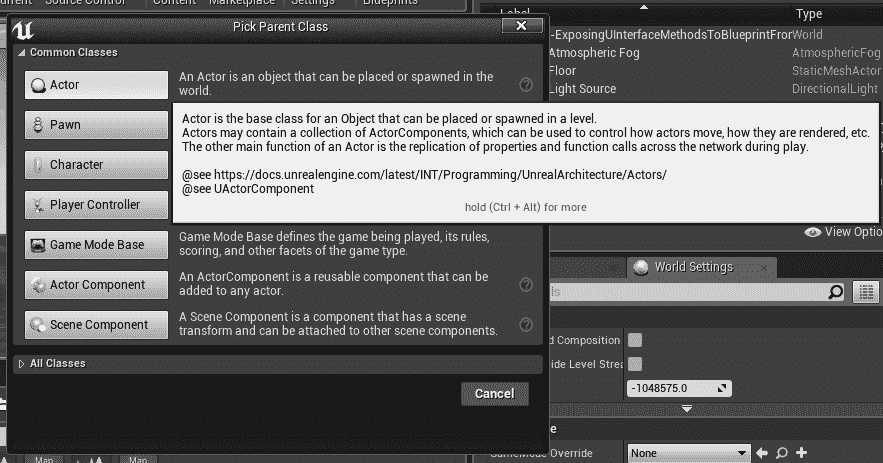 Source Control
Content
Marketplace
Settings
Blueprints
Pick Parent Class
Label
Type
Common Classes
-ExposingUInterfaceMethodsToBlueprintFrom World
Atmospheric Fog AtmosphericFog
Floor StaticMeshActor
Light Source DirectionalLight
Actor
An Actor is an object that can be placed or spawned in the
world.
Actor is the base class for an Object that can be placed or spawned in a level.
Actors may contain a collection of ActorComponents, which can be used to control how actors move, how they are rendered, etc.
The other main function of an Actor is the replication of properties and function calls across the network during play.
@see https://docs.unrealengine.com/latest/INT/Programming/UnrealArchitecture/Actors/
@see UActorComponent
hold (Ctrl + Alt) for more
Pawn
Character
Player Controller
View Optio
Game Mode Base
Game Mode Base defines the game being played, its rules,
scoring, and other facets of the game type.
World Settings
Actor Component
An ActorComponent is a reusable component that can be
added to any actor.
Scene Component
A Scene Component is a component that has a scene
transform and can be attached to other scene components.
d Composition
ide Level Strea
-1048575.0
All Classes
Cancel
GameMode Override
None
Map
Map